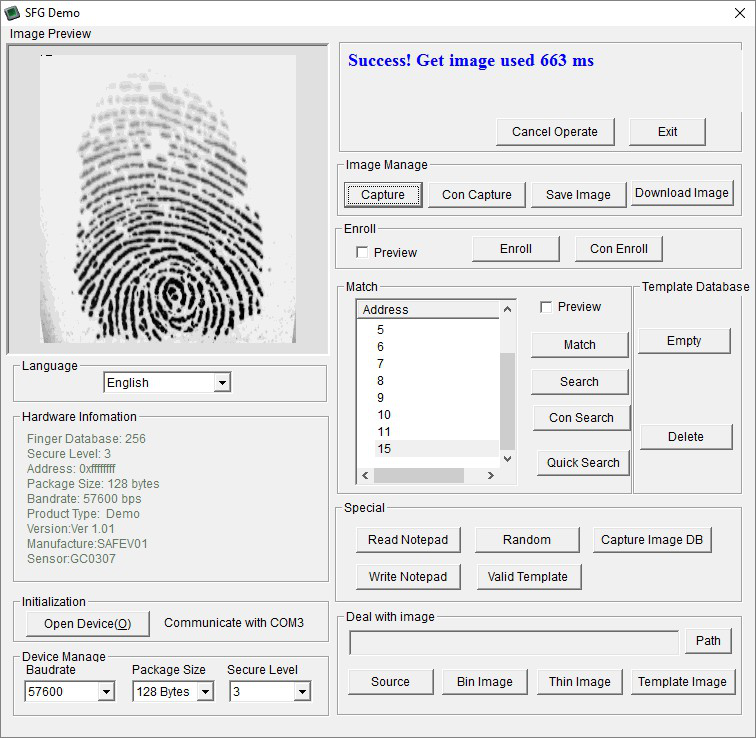 SFG Demo
Image Preview
Success! Get image used 663 ms
Cancel Operate
Exit
Image Manage
Capture
Con Capture
Save Image
Download Image
Enroll
Preview
Enroll
Con Enroll
Match
Address
5
6
7
8
9
10
11
15
Preview
Match
Search
Con Search
Quick Search
Template Database
Empty
Delete
Language
English
Hardware Infomation
Finger Database: 256
Secure Level: 3
Address: 0xffffffff
Package Size: 128 bytes
Bandrate: 57600 bps
Product Type:  Demo
Version:Ver 1.01
Manufacture:SAFEV01
Sensor:GC0307
Special
Read Notepad
Random
Capture Image DB
Write Notepad
Valid Template
Initialization
Open Device(O)
Communicate with COM3
Deal with image
Path
Source
Bin Image
Thin Image
Template Image
Device Manage
Baudrate
Package Size
Secure Level
57600
128 Bytes
3